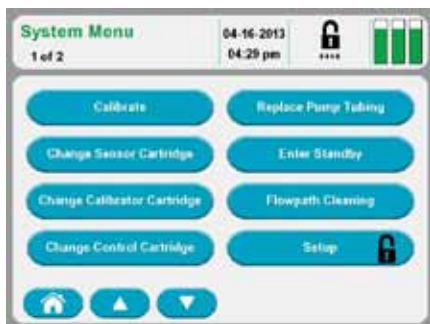 System Menu
1 of 2
04-16-2013
04:29 pm
****
Calibrate
Replace Pump Tubing
Change Sensor Cartridge
Enter Standby
Change Calibrator Cartridge
Flowpath Cleaning
Change Control Cartridge
Setup